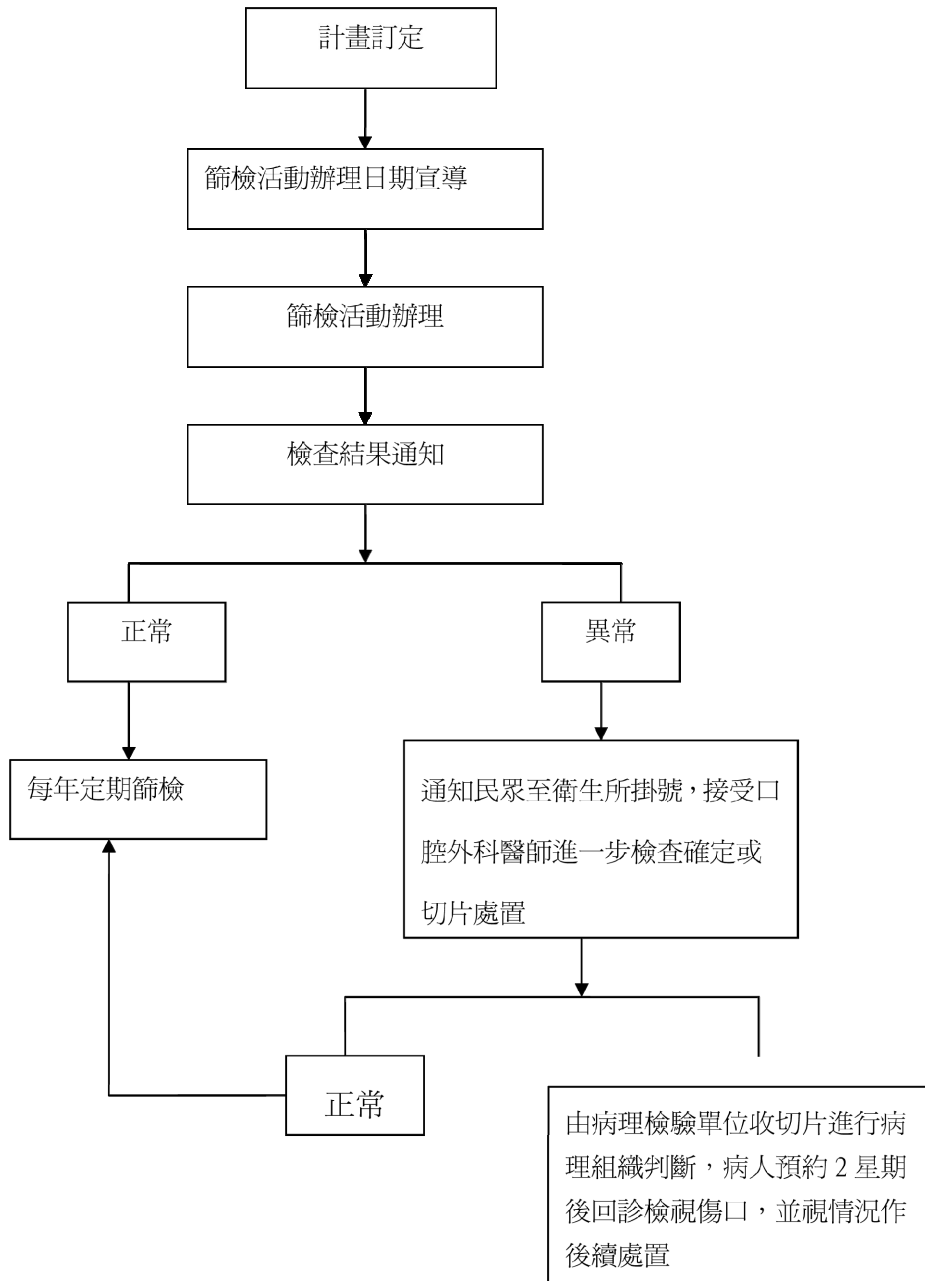 計畫訂定
篩檢活動辦理日期宣導
篩檢活動辦理
檢查結果通知
正常
異常
每年定期篩檢
通知民眾至衛生所掛號，接受口
腔外科醫師進一步檢查確定或
切片處置
正常
由病理檢驗單位收切片進行病
理組織判斷，病人預約 2 星期
後回診檢視傷口，並視情況作
後續處置